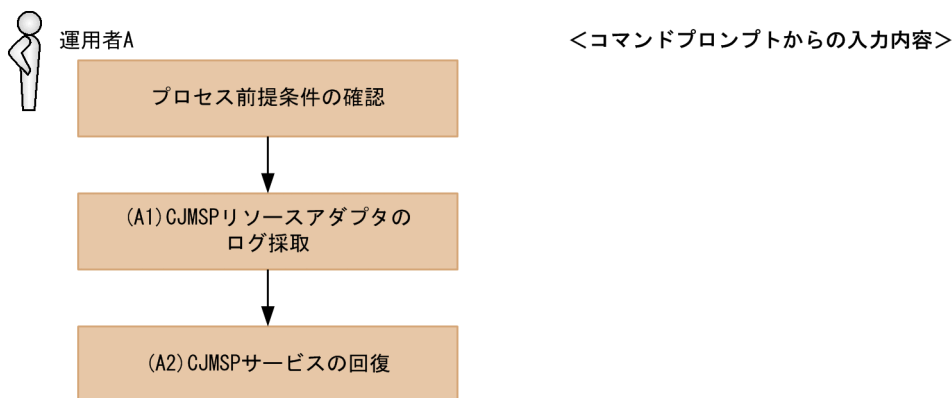 運用者A
<コマンドプロンプトからの入力内容>
プロセス前提条件の確認
(A1)CJMSPリソースアダプタの
ログ採取
(A2)CJMSPサービスの回復